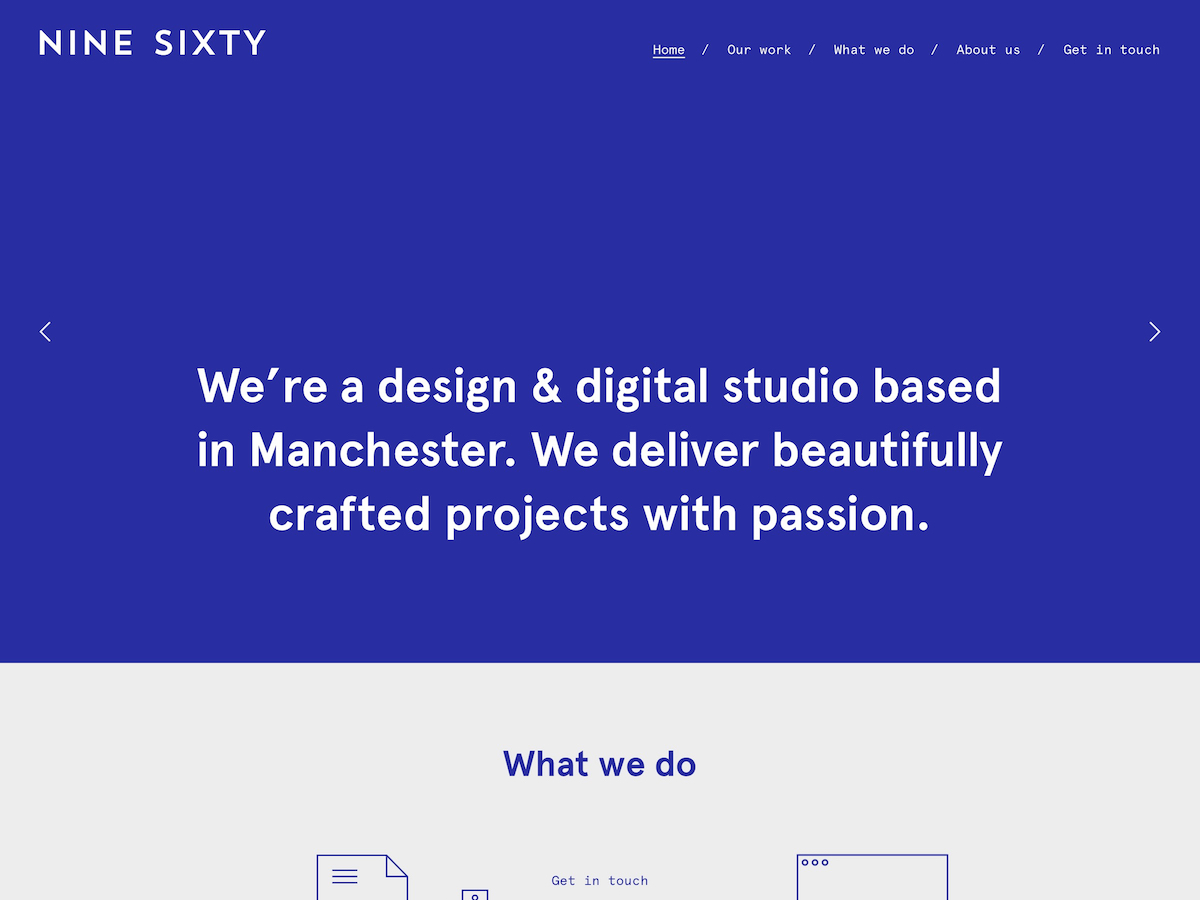 NINE SIXTY
Home / Our work / What we do / About us / Get in touch
We’re a design & digital studio based
in Manchester. We deliver beautifully
crafted projects with passion.
What we do
Get in touch